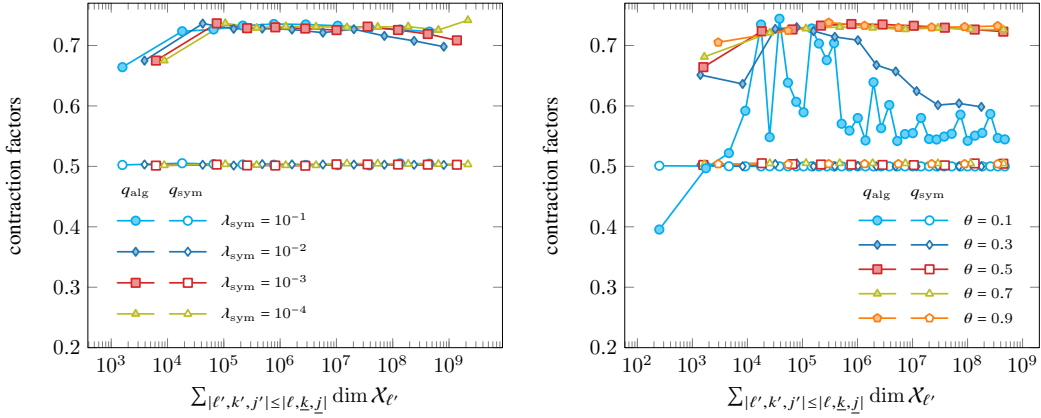 contraction factors
0.7
0.6
0.5
0.4
0.3
0.2
q_alg q_sym
λ_sym = 10^−1
λ_sym = 10^−2
λ_sym = 10^−3
λ_sym = 10^−4
10^3 10^4 10^5 10^6 10^7 10^8 10^9
∑_{|ℓ′,k′,j′|≤|ℓ,k,j|} dim X_ℓ′
contraction factors
0.7
0.6
0.5
0.4
0.3
0.2
q_alg q_sym
θ = 0.1
θ = 0.3
θ = 0.5
θ = 0.7
θ = 0.9
10^2 10^3 10^4 10^5 10^6 10^7 10^8 10^9
∑_{|ℓ′,k′,j′|≤|ℓ,k,j|} dim X_ℓ′